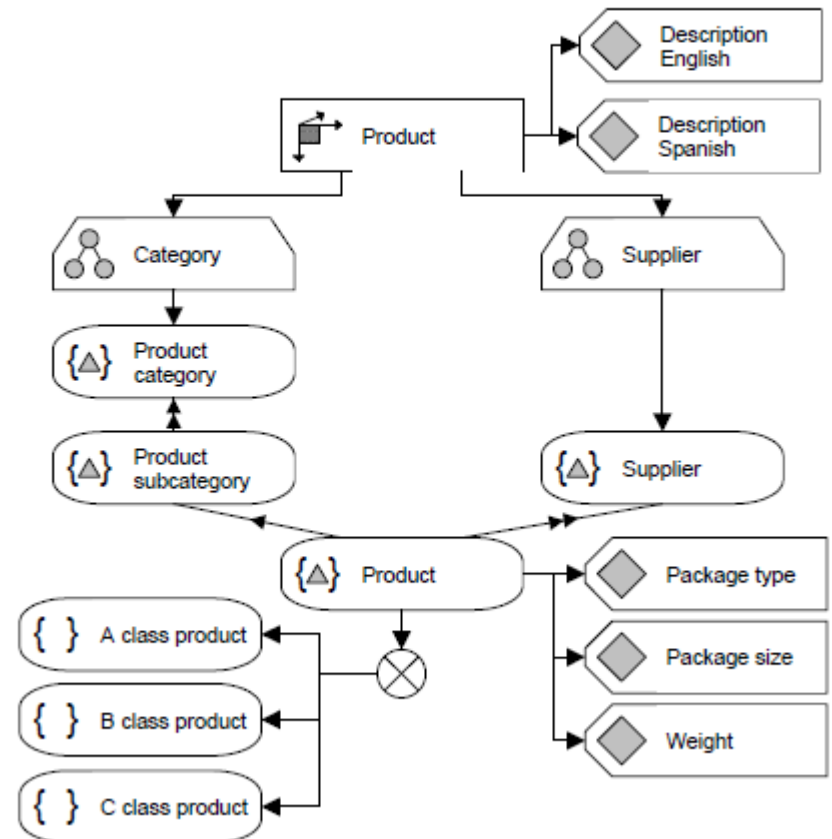 Description
English
Product
Description
Spanish
Category
Supplier
{ } Product
category
{ } Product
subcategory
{ } Supplier
{ } Product
Package type
{ } A class product
Package size
{ } B class product
Weight
{ } C class product